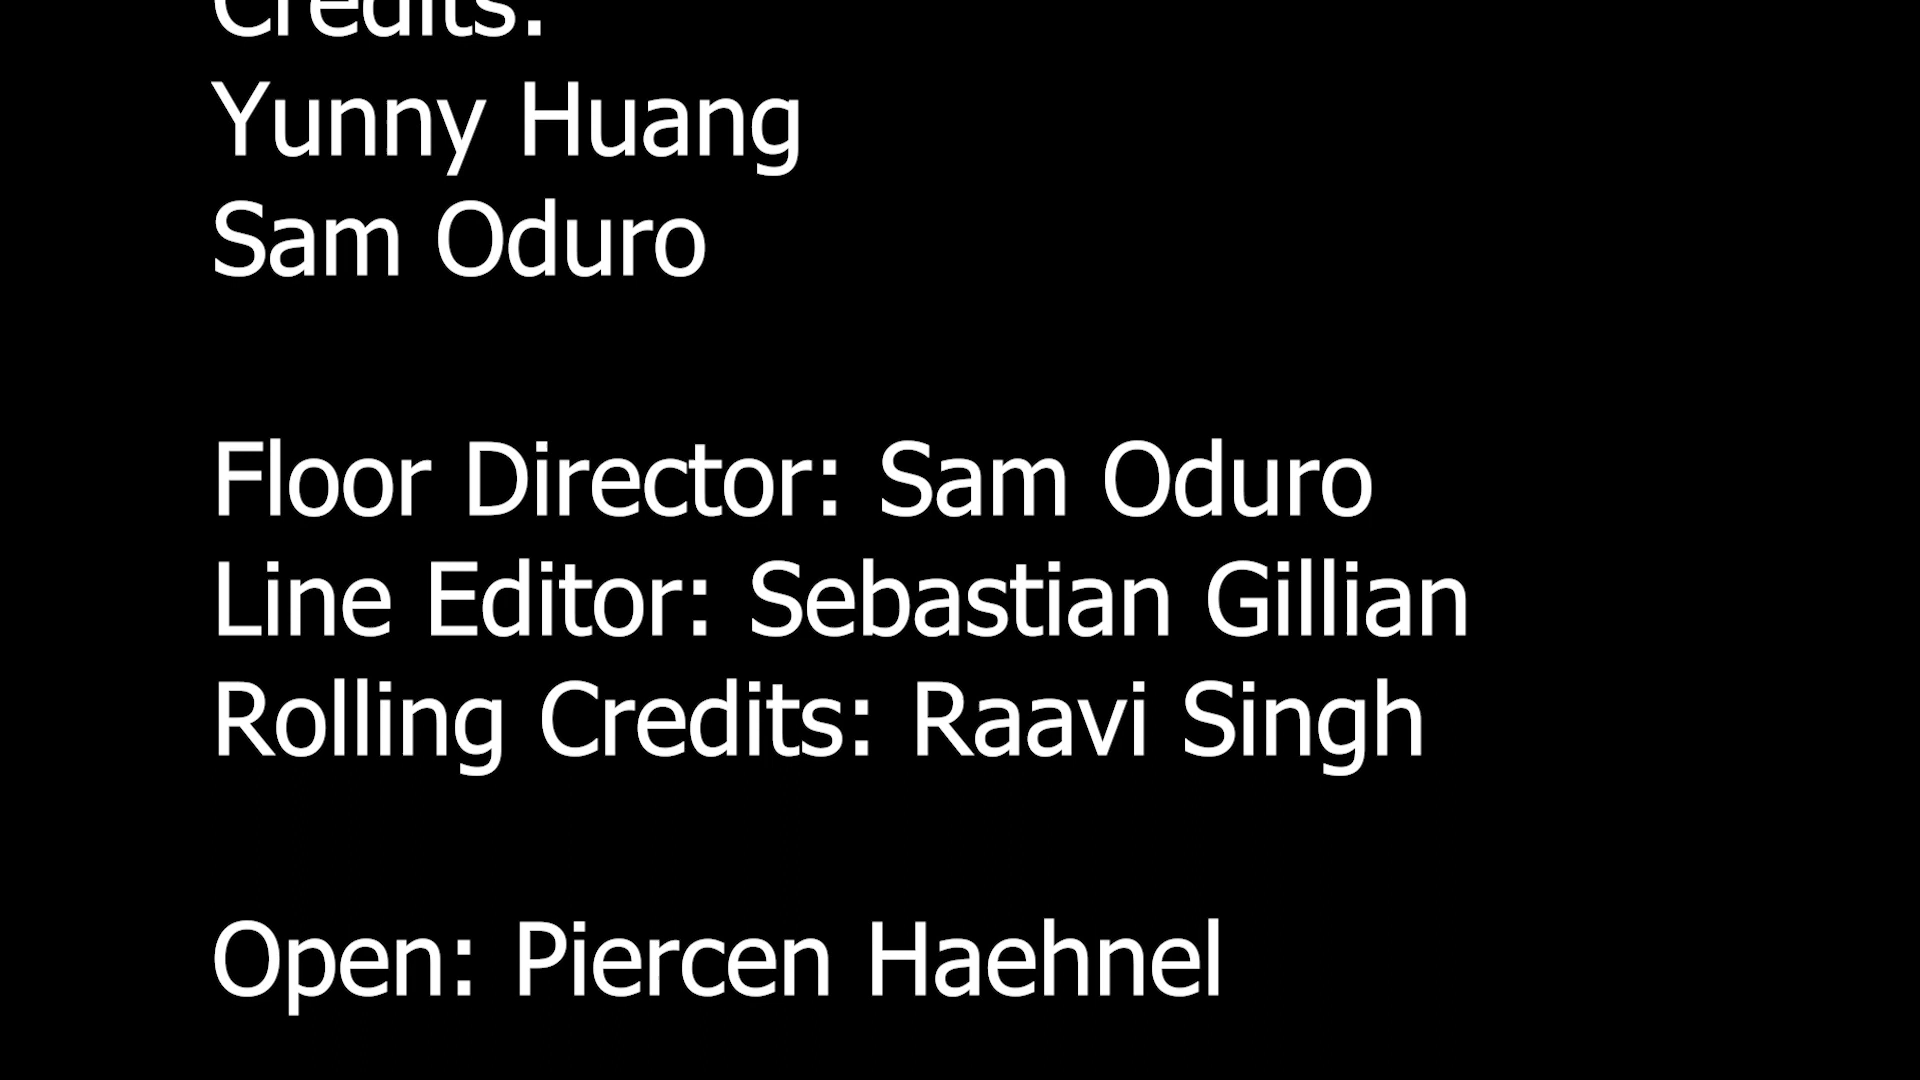 Credits:
Yunny Huang
Sam Oduro
Floor Director: Sam Oduro
Line Editor: Sebastian Gillian
Rolling Credits: Raavi Singh
Open: Piercen Haehnel